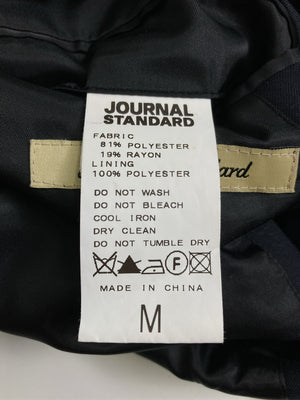 JOURNAL
STANDARD
FABRIC
81% POLYESTER
19% RAYON
LINING
100% POLYESTER
DO NOT WASH
DO NOT BLEACH
COOL IRON
DRY CLEAN
DO NOT TUMBLE DRY
F
MADE IN CHINA
M